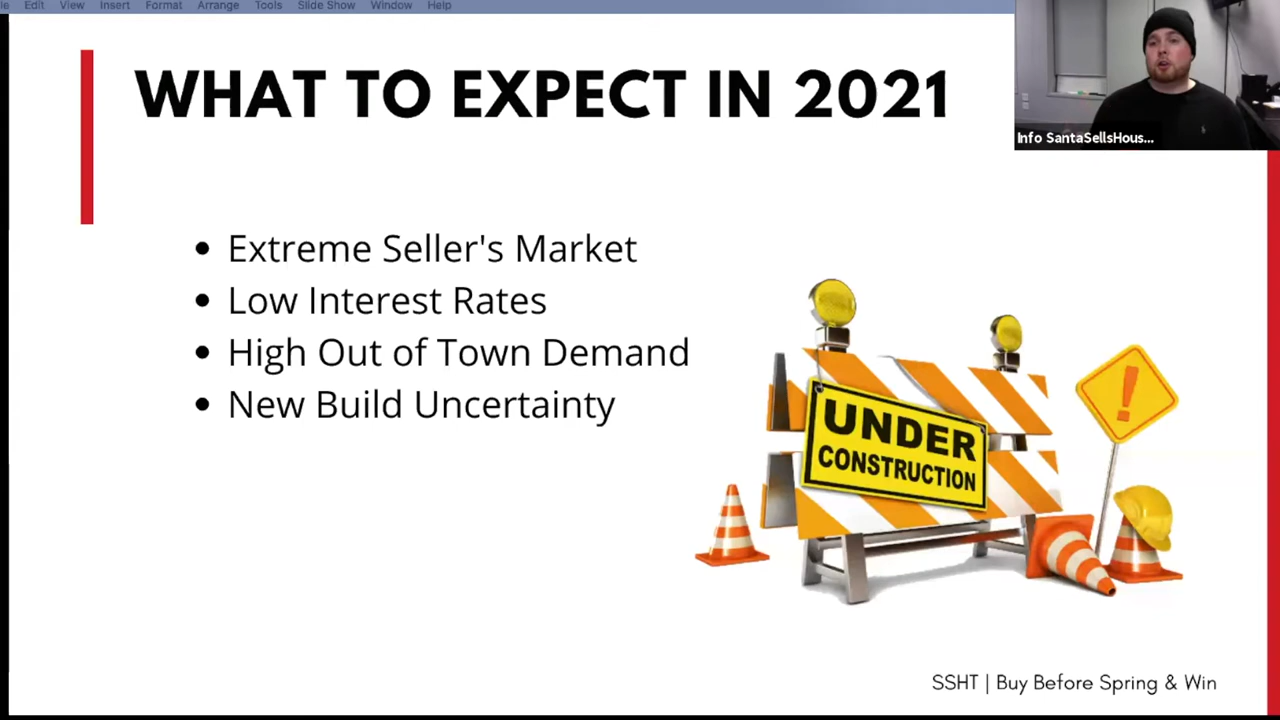 Edit View Insert Format Arrange Tools Slide Show Window Help
WHAT TO EXPECT IN 2021
Info SantaSellsHous...
• Extreme Seller's Market
• Low Interest Rates
• High Out of Town Demand
• New Build Uncertainty
!
UNDER
CONSTRUCTION
SSHT | Buy Before Spring & Win